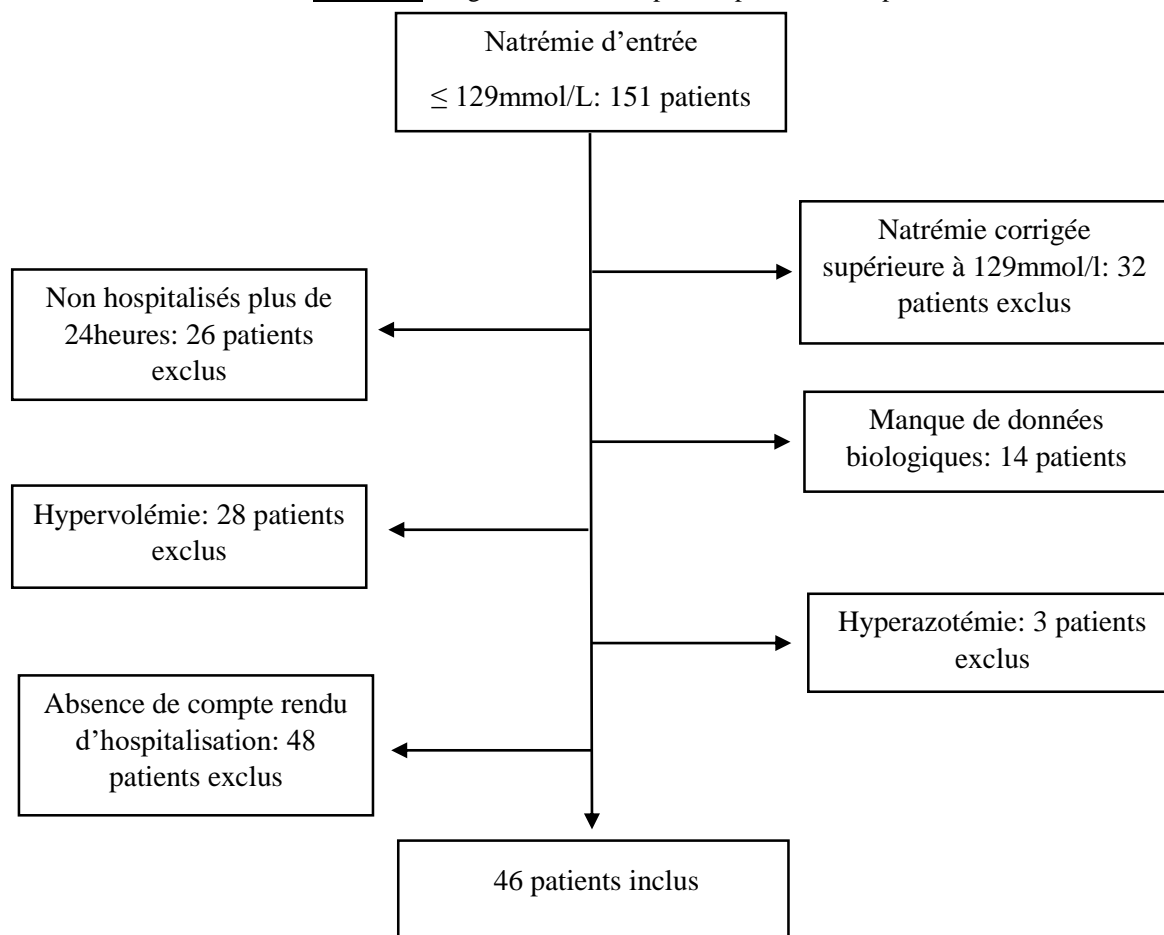 Natrémie d'entrée
≤ 129mmol/L: 151 patients
Natrémie corrigée
supérieure à 129mmol/l: 32
patients exclus
Non hospitalisés plus de
24heures: 26 patients
exclus
Manque de données
biologiques: 14 patients
Hypervolémie: 28 patients
exclus
Hyperazotémie: 3 patients
exclus
Absence de compte rendu
d'hospitalisation: 48
patients exclus
46 patients inclus